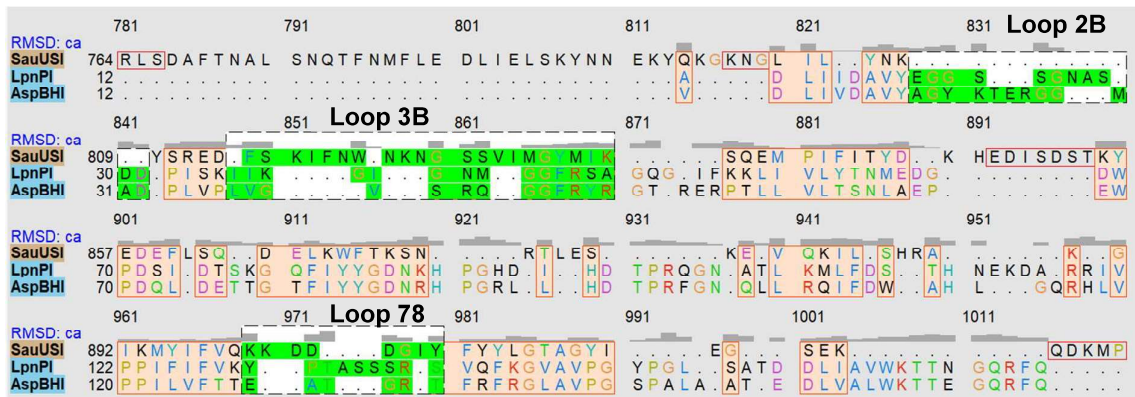 781 791 801 811 821 831 Loop 2B
RMSD: ca
SauUSI 764 RLSDAFTNAL SNQTFNMFLE DLIELSKYNN EKYQKGKNGL IL..YNK... ..........
LpnPI 12 .......... .......... .......... ...A.....D LIIDAVYEGG S...SGNAS.
AspBHI 12 .......... .......... .......... ...V.....D LIVDAVYAGY KTERGG...M
841 851 Loop 3B 861 871 881 891
RMSD: ca
SauUSI 809 ..YSRED.FS KIFNW.NKNG SSVIMGYMIK ......SQEM PIFITYD..K HEDISDSTKY
LpnPI 30 DD.PISKIIK ....GI...G NM..GGFRSA GQG.IFKKLI VLYTNMEDG. ........DW
AspBHI 31 AD.PLVPLVG .....V...S RQ..GGFRYR GT.RERPTLL VLTSNLAEP. ........EW
901 911 921 931 941 951
RMSD: ca
SauUSI 857 EDEFLSQ..D ELKWFTKSN. ....RTLES. ......KE.V QKIL.SHRA. ......K..G
LpnPI 70 PDSI.DTSKG QFIYYGDNKH PGHD.I..HD TPRQGN.ATL KMLFDS..TH NEKDA.RRIV
AspBHI 70 PDQL.DETTG TFIYYGDNRH PGRL.L..HD TPRFGN.QLL RQIFDW..AH L...GQRHLV
961 971 Loop 78 981 991 1001 1011
RMSD: ca
SauUSI 892 IKMYIFVQKK DD....DGIY FYYLGTAGYI .....EG... SEK....... .....QDKMP
LpnPI 122 PPIFIFVKY. ..PTASSSR.S VQFKGVAVPG YPGL..SATD DLIAVWKTTN GQRFQ.....
AspBHI 120 PPILVFTTE. ..AT...GR.S FRFRGLAVPG SPALA.AT.E DLVALWKTTE GQRFQ.....